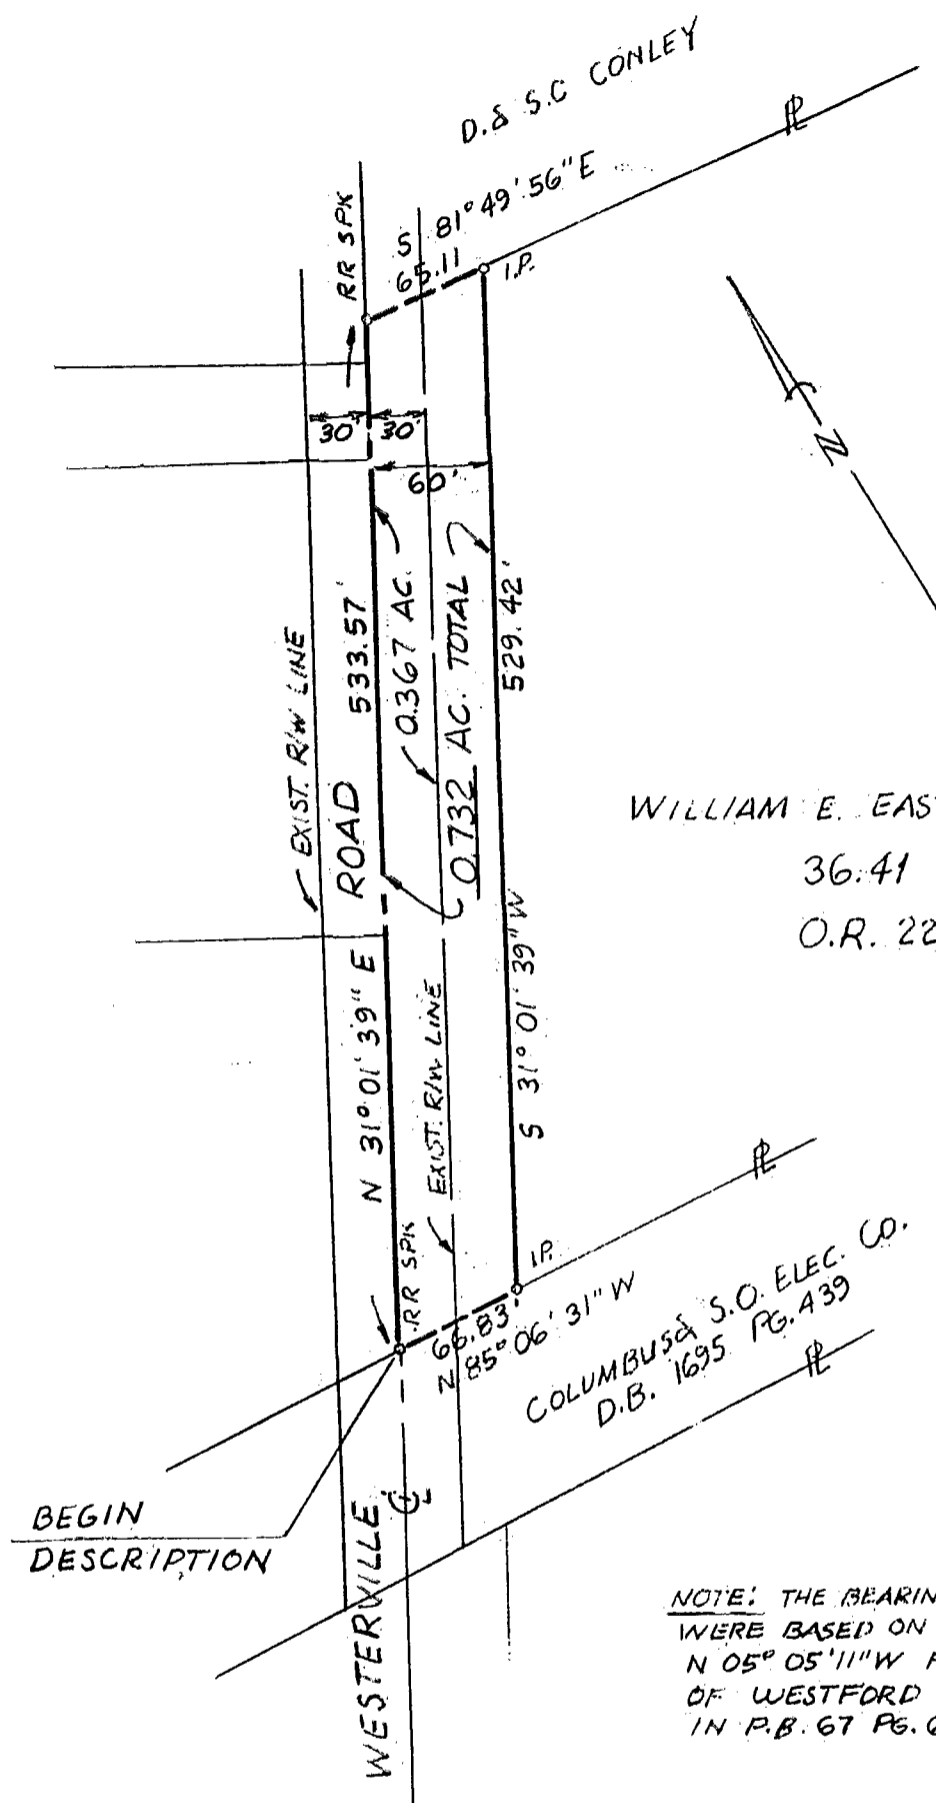 D. & S.C CONLEY
℄
S 81° 49' 56" E
65.11
I.P.
RR SPK
30' 30'
60'
N
EXIST. R/W LINE
ROAD 533.57'
0.367 AC.
0.732 AC. TOTAL
529.42'
WILLIAM E. EAS
36.41
O.R. 22
N 31° 01' 39" E
EXIST. R/W LINE
S 31° 01' 39" W
RR SPK
I.P.
66.83'
N 85° 06' 31" W
COLUMBUS & S.O. ELEC. CO.
D.B. 1695 PG. 439
BEGIN
DESCRIPTION
WESTERVILLE
NOTE: THE BEARIN
WERE BASED ON
N 05° 05' 11" W
OF WESTFORD
IN P.B. 67 PG.